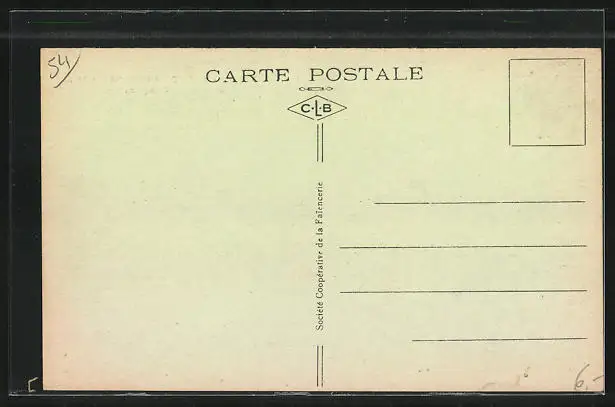 54
CARTE POSTALE
C·L·B
Société Coopérative de la Faïencerie
6.-